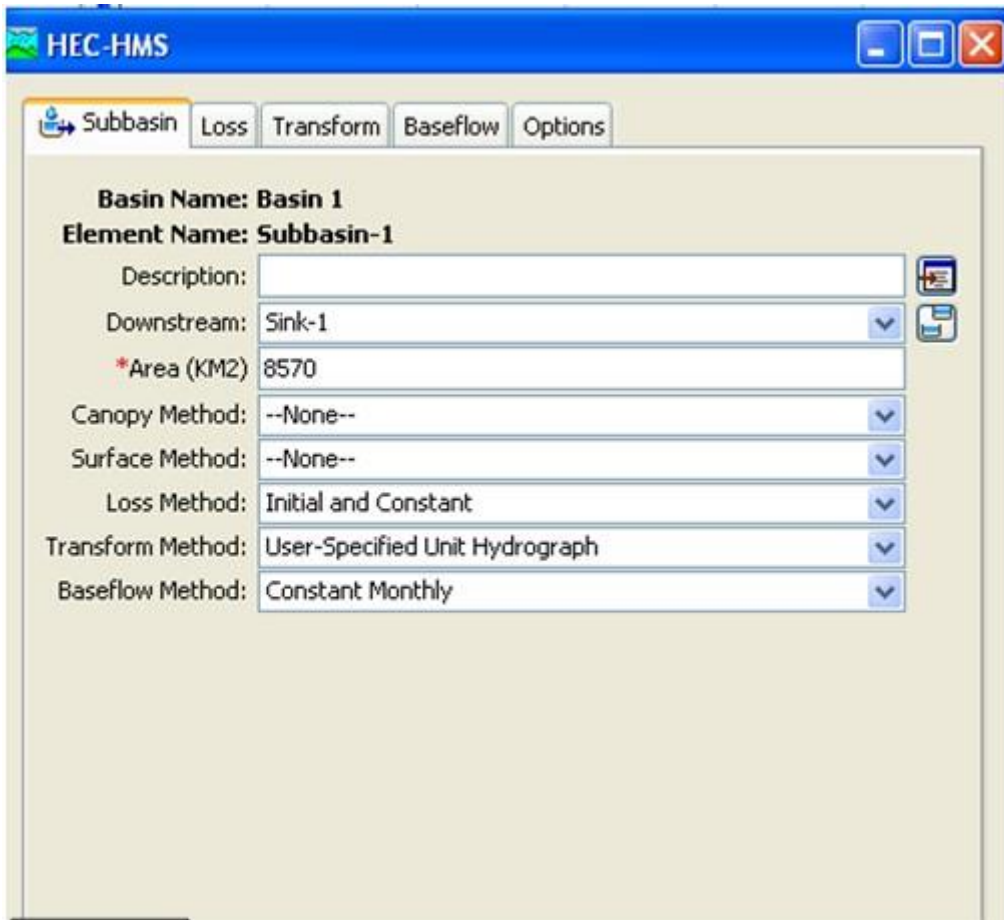 HEC-HMS
Subbasin Loss Transform Baseflow Options
Basin Name: Basin 1
Element Name: Subbasin-1
Description:
Downstream: Sink-1
*Area (KM2) 8570
Canopy Method: --None--
Surface Method: --None--
Loss Method: Initial and Constant
Transform Method: User-Specified Unit Hydrograph
Baseflow Method: Constant Monthly